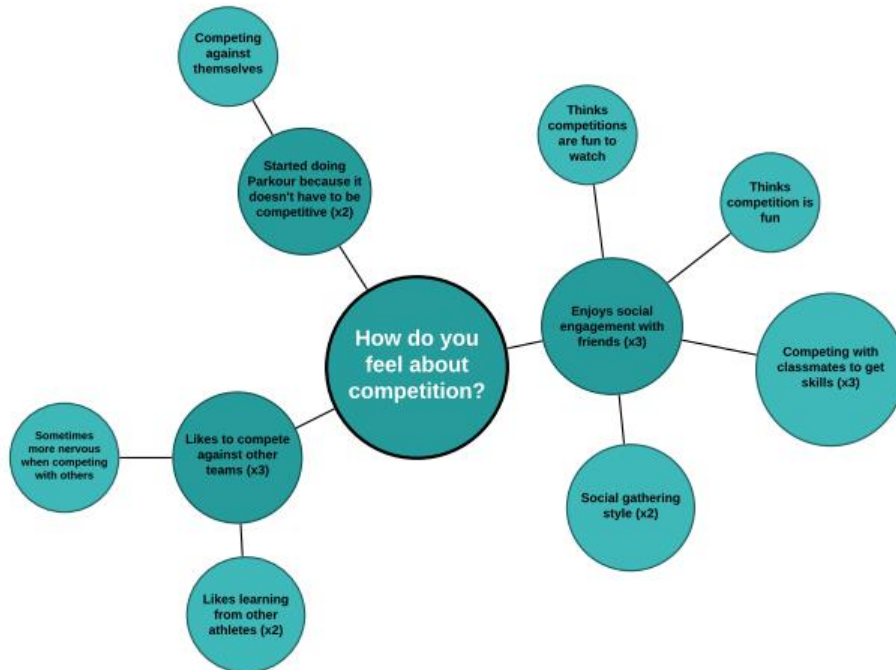 Competing
against
themselves
Started doing
Parkour because it
doesn't have to be
competitive (x2)
Thinks
competitions
are fun to
watch
Thinks
competition is
fun
Enjoys social
engagement with
friends (x3)
How do you
feel about
competition?
Competing with
classmates to get
skills (x3)
Sometimes
more nervous
when competing
with others
Likes to compete
against other
teams (x3)
Social gathering
style (x2)
Likes learning
from other
athletes (x2)